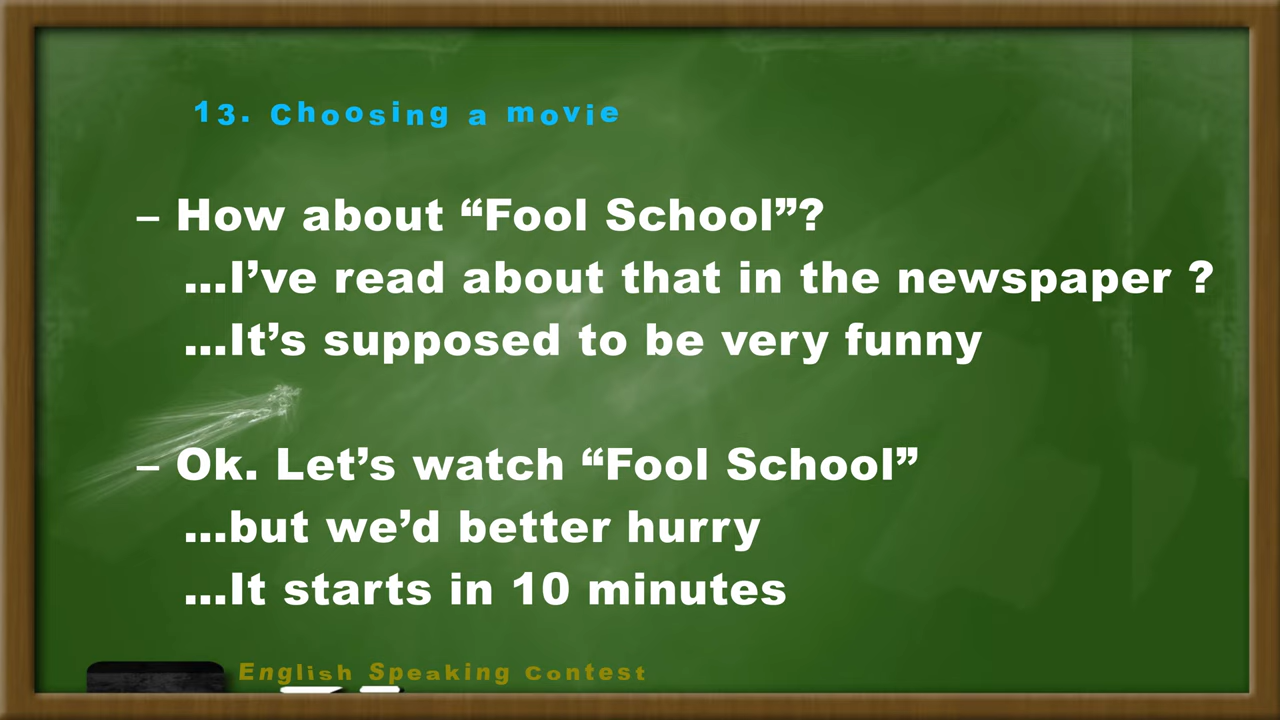 13. Choosing a movie
– How about “Fool School”?
...I’ve read about that in the newspaper ?
...It’s supposed to be very funny
– Ok. Let’s watch “Fool School”
...but we’d better hurry
...It starts in 10 minutes
English Speaking Contest